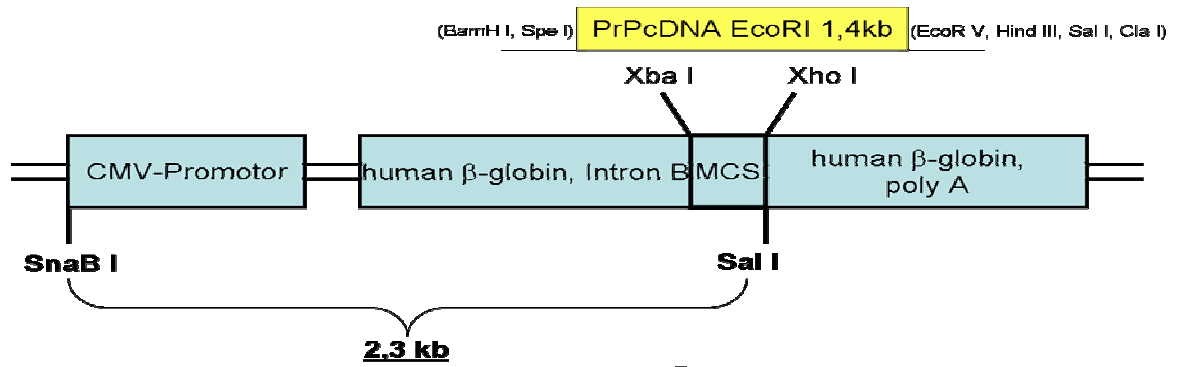 (BamH I, Spe I) PrPcDNA EcoRI 1,4kb (EcoR V, Hind III, Sal I, Cla I)
Xba I Xho I
CMV-Promotor human β-globin, Intron B MCS human β-globin,
poly A
SnaB I Sal I
2,3 kb